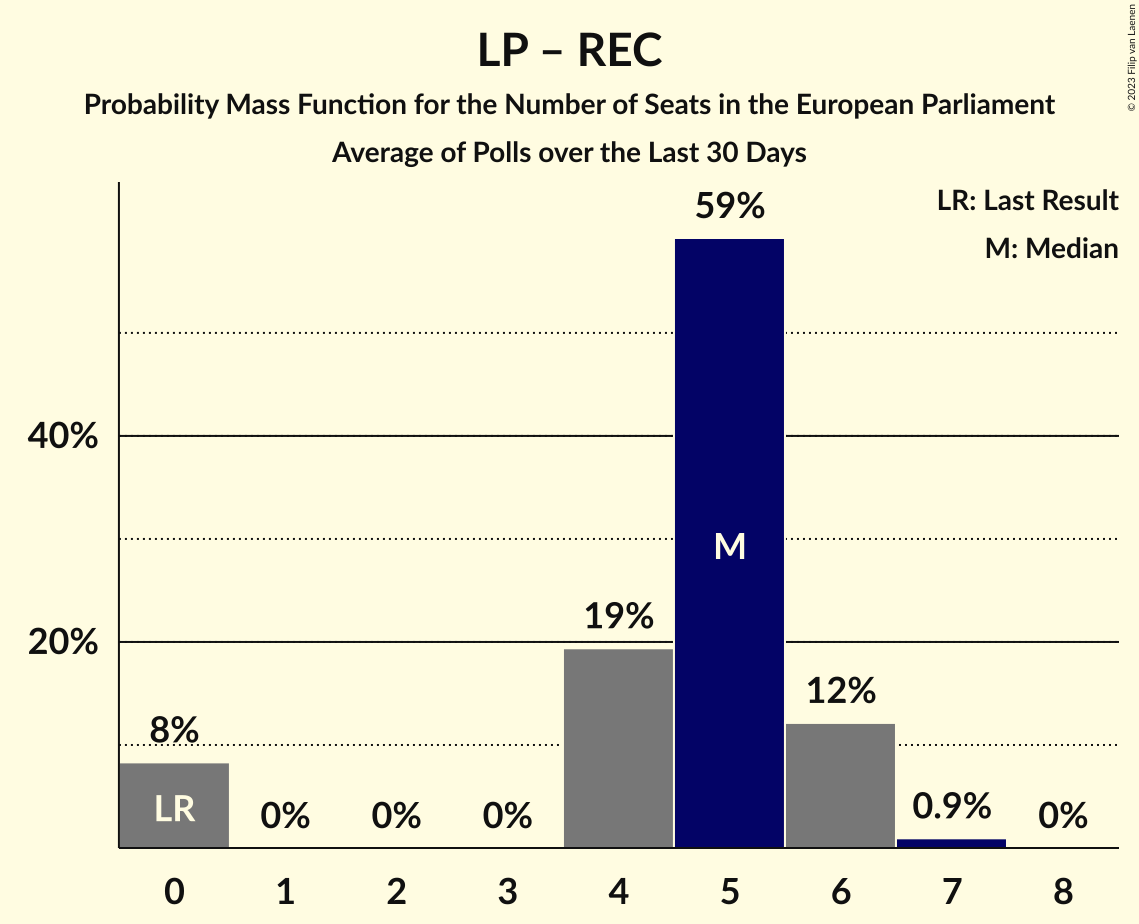 LP – REC
Probability Mass Function for the Number of Seats in the European Parliament
Average of Polls over the Last 30 Days
© 2023 Filip van Laenen
LR: Last Result
M: Median
59%
40%
M
19%
20%
12%
8%
LR
0%
0%
0%
0.9%
0%
0 1 2 3 4 5 6 7 8